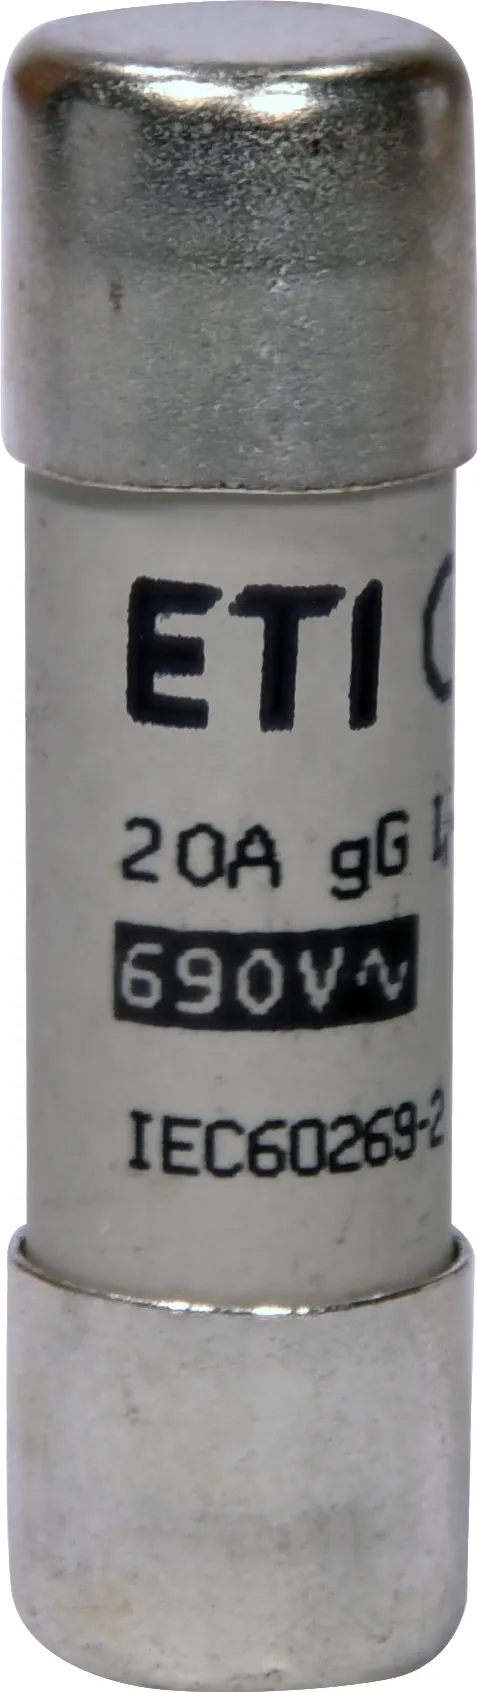 ETI
20A gG
690V~
IEC60269-2